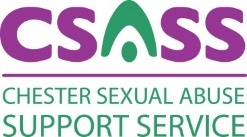 CSASS
CHESTER SEXUAL ABUSE
SUPPORT SERVICE